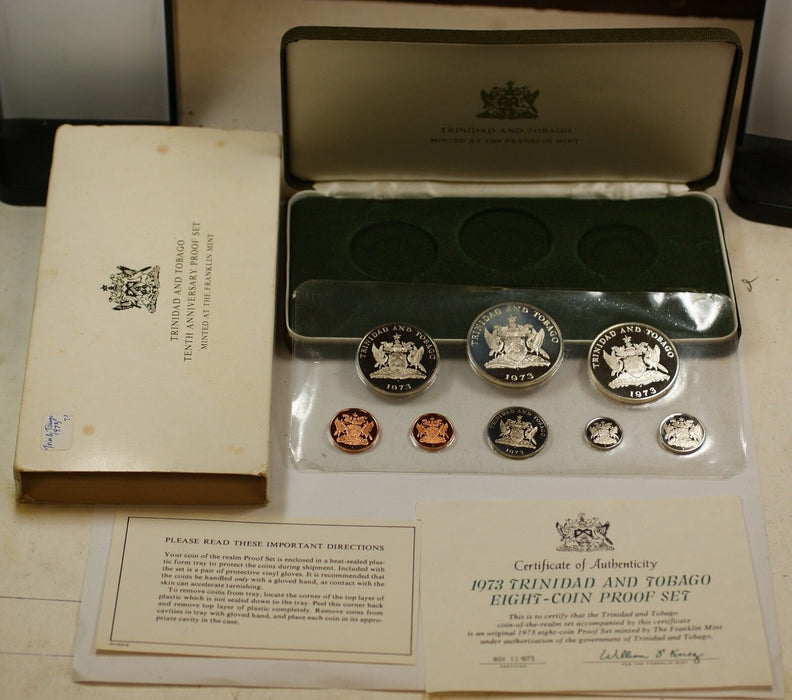 TRINIDAD AND TOBAGO
MINTED AT THE FRANKLIN MINT
TRINIDAD AND TOBAGO
TENTH ANNIVERSARY PROOF SET
MINTED AT THE FRANKLIN MINT
1973 ??
TRINIDAD AND TOBAGO
1973
TRINIDAD AND TOBAGO
1973
TRINIDAD AND TOBAGO
1973
TRINIDAD AND TOBAGO
1973
PLEASE READ THESE IMPORTANT DIRECTIONS
Your coin of the realm Proof Set is enclosed in a heat-sealed plas-
tic form tray to protect the coins during shipment. Included with
the set is a pair of protective vinyl gloves. It is recommended that
the coins be handled only with a gloved hand, as contact with the
skin can accelerate tarnishing.
To remove coins from tray, locate the corner of the top layer of
plastic which is not sealed down to the tray. Peel this corner back
and remove top layer of plastic completely. Remove coins from
cavities in tray with gloved hand, and place each coin in its appro-
priate cavity in the case.
Certificate of Authenticity
1973 TRINIDAD AND TOBAGO
EIGHT-COIN PROOF SET
This is to certify that the Trinidad and Tobago
coin-of-the-realm set accompanied by this certificate
is an original 1973 eight-coin Proof Set minted by The Franklin Mint
under authorization of the government of Trinidad and Tobago.
NOV 12 1973
FOR THE FRANKLIN MINT